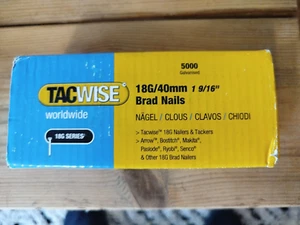 5000
Galvanised
TACWISE
worldwide
18G SERIES
18G/40mm 1 9/16"
Brad Nails
NÄGEL / CLOUS / CLAVOS / CHIODI
> Tacwise™ 18G Nailers & Tackers
> Arrow™, Bostitch®, Makita®,
Paslode®, Ryobi®, Senco®
& Other 18G Brad Nailers